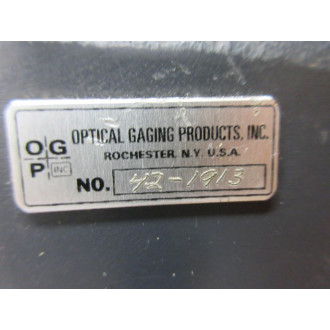 OG
P INC
OPTICAL GAGING PRODUCTS, INC.
ROCHESTER, N.Y. U.S.A.
NO. 42-1913